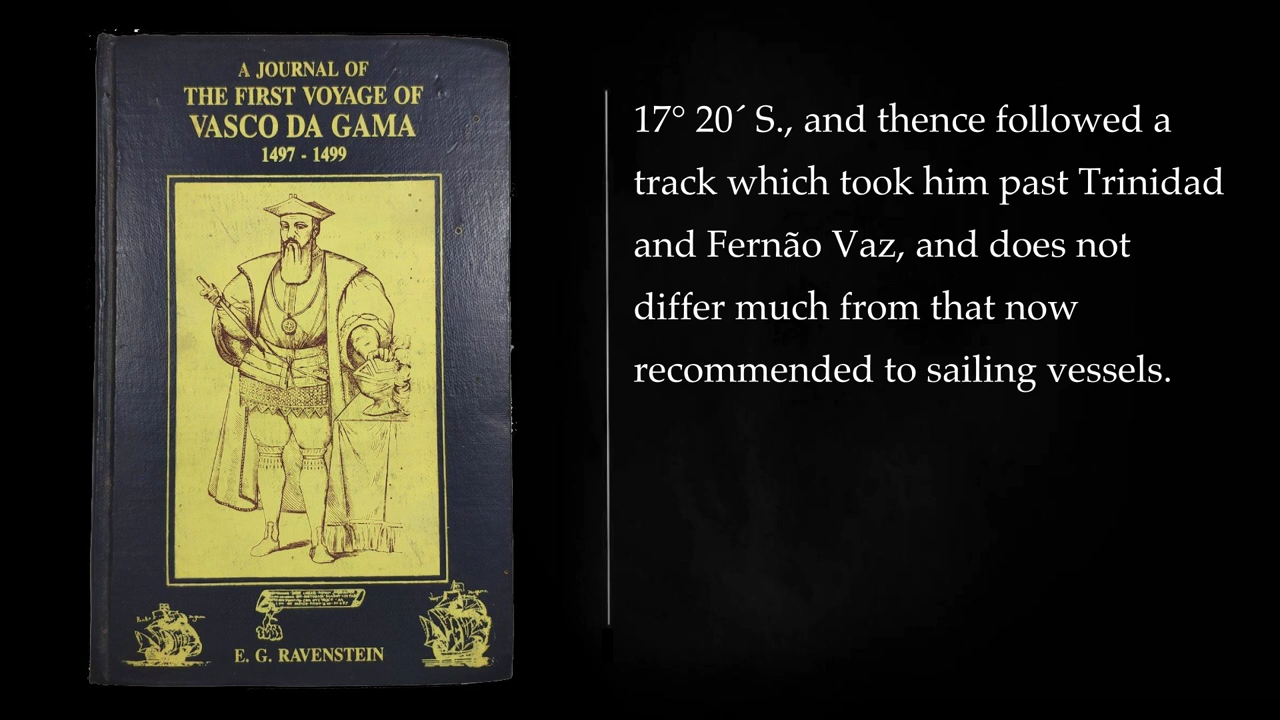 A JOURNAL OF
THE FIRST VOYAGE OF
VASCO DA GAMA
1497 - 1499
E. G. RAVENSTEIN
17° 20´ S., and thence followed a
track which took him past Trinidad
and Fernão Vaz, and does not
differ much from that now
recommended to sailing vessels.